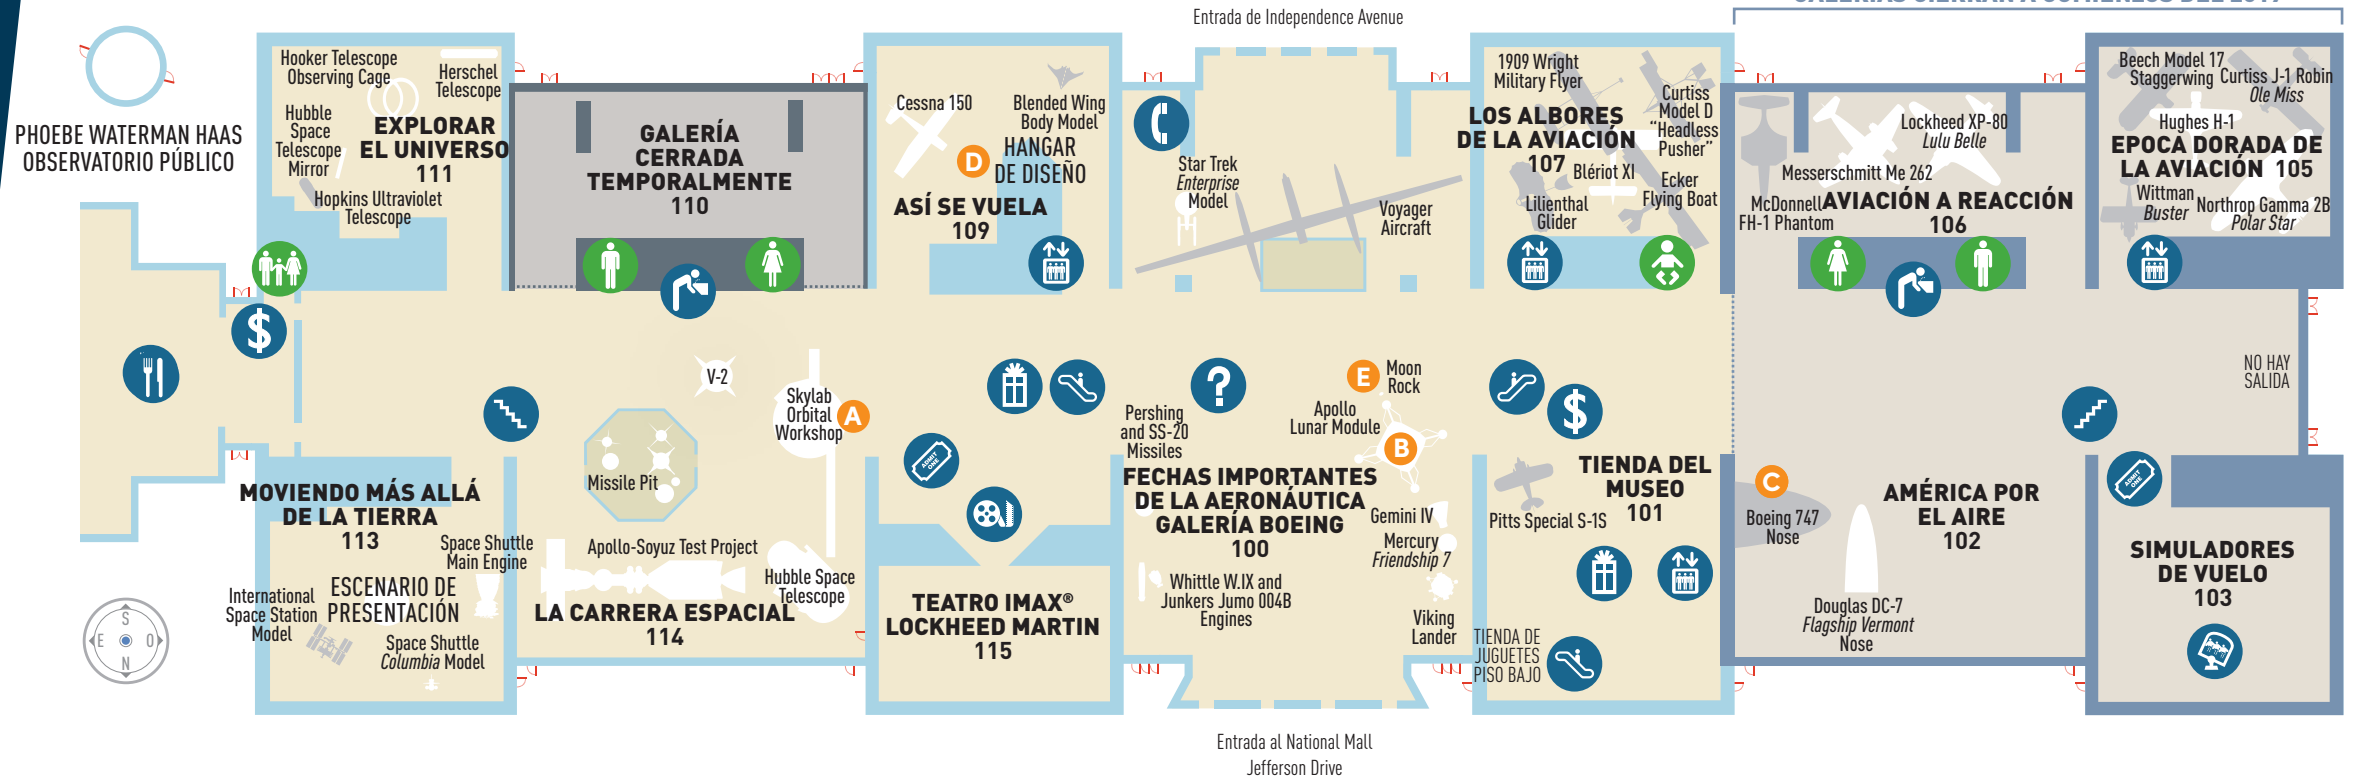 GALERÍAS CIERRAN A COMIENZOS DEL 2019
Entrada de Independence Avenue
PHOEBE WATERMAN HAAS
OBSERVATORIO PÚBLICO
Hooker Telescope
Observing Cage
Herschel
Telescope
Hubble
Space
Telescope
Mirror
EXPLORAR
EL UNIVERSO
111
Hopkins Ultraviolet
Telescope
GALERÍA
CERRADA
TEMPORALMENTE
110
Cessna 150
Blended Wing
Body Model
D
HANGAR
DE DISEÑO
ASÍ SE VUELA
109
Star Trek
Enterprise
Model
Voyager
Aircraft
1909 Wright
Military Flyer
Curtiss
Model D
“Headless
Pusher”
LOS ALBORES
DE LA AVIACIÓN
107
Blériot XI
Ecker
Flying Boat
Lilienthal
Glider
Lockheed XP-80
Lulu Belle
Messerschmitt Me 262
McDonnell
FH-1 Phantom
AVIACIÓN A REACCIÓN
106
Beech Model 17
Staggerwing
Curtiss J-1 Robin
Ole Miss
Hughes H-1
EPOCA DORADA DE
LA AVIACIÓN 105
Wittman
Buster
Northrop Gamma 2B
Polar Star
NO HAY
SALIDA
$
V-2
Skylab
Orbital
Workshop
A
Missile Pit
ADMIT
ONE
?
E
Moon
Rock
Pershing
and SS-20
Missiles
Apollo
Lunar Module
B
$
MOVIENDO MÁS ALLÁ
DE LA TIERRA
113
Space Shuttle
Main Engine
International
Space Station
Model
ESCENARIO DE
PRESENTACIÓN
Space Shuttle
Columbia Model
Apollo-Soyuz Test Project
Hubble Space
Telescope
LA CARRERA ESPACIAL
114
TEATRO IMAX®
LOCKHEED MARTIN
115
FECHAS IMPORTANTES
DE LA AERONÁUTICA
GALERÍA BOEING
100
Gemini IV
Mercury
Friendship 7
Whittle W.IX and
Junkers Jumo 004B
Engines
Viking
Lander
TIENDA DEL
MUSEO
101
Pitts Special S-1S
TIENDA DE
JUGUETES
PISO BAJO
C
Boeing 747
Nose
AMÉRICA POR
EL AIRE
102
Douglas DC-7
Flagship Vermont
Nose
ADMIT
ONE
SIMULADORES
DE VUELO
103
S
E
O
N
Entrada al National Mall
Jefferson Drive